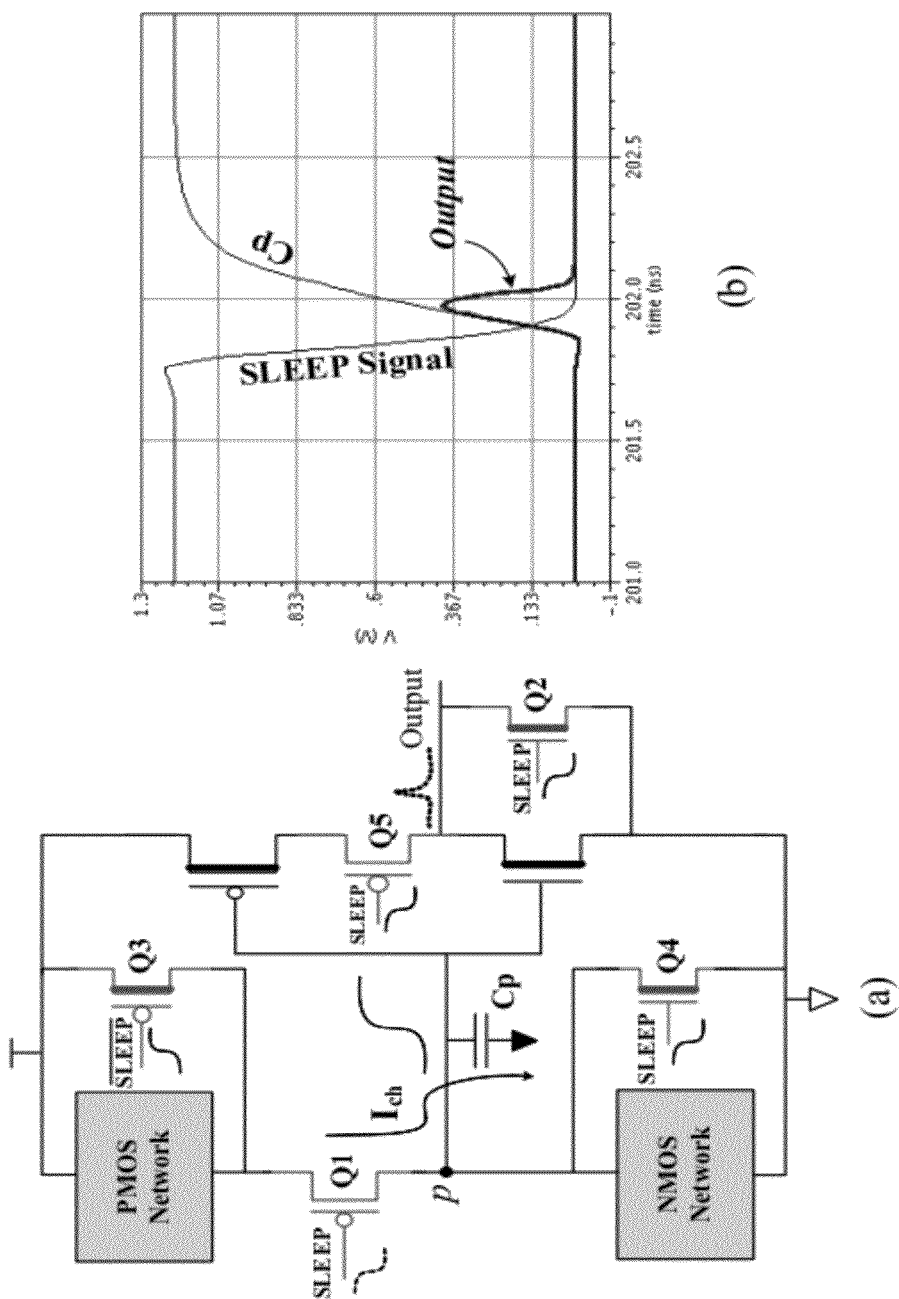 PMOS
Network
SLEEP
Q3
SLEEP
Q1
I_ch
p
Cp
SLEEP
Q5
Output
SLEEP
Q2
NMOS
Network
SLEEP
Q4
(a)
1.3
1.07
.833
.6
.367
.133
-.1
V (V)
SLEEP Signal
Cp
Output
201.0
201.5
202.0
202.5
time (ns)
(b)